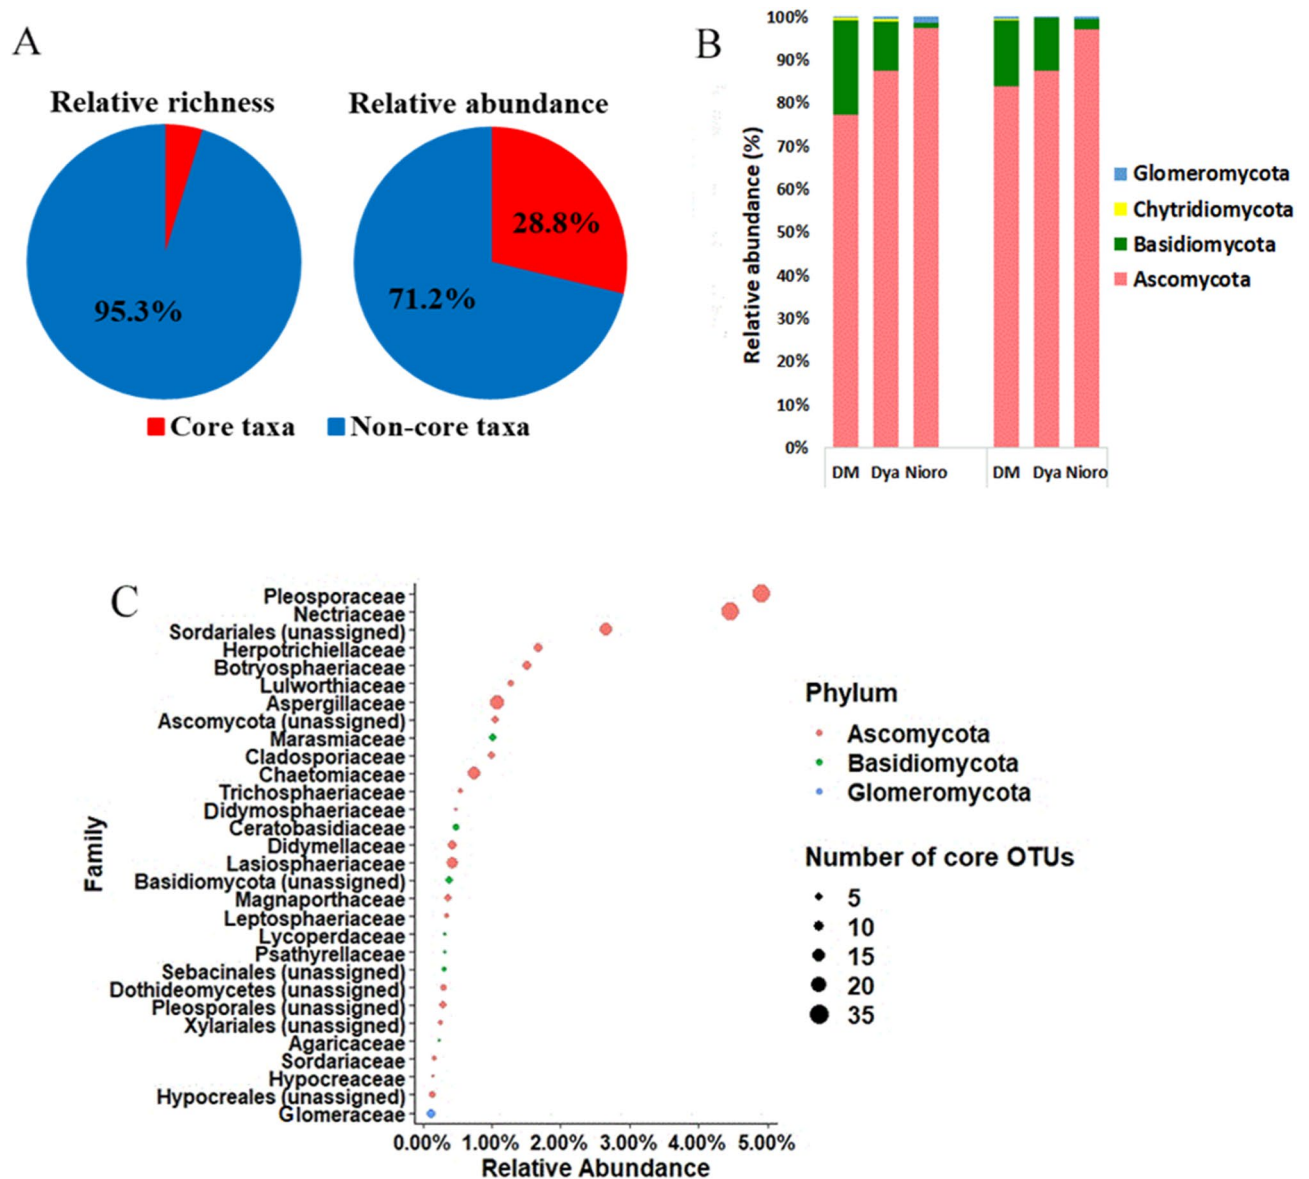 A
Relative richness
Relative abundance
95.3%
28.8%
71.2%
Core taxa
Non-core taxa
B
Relative abundance (%)
100%
90%
80%
70%
60%
50%
40%
30%
20%
10%
0%
DM Dya Nioro DM Dya Nioro
Glomeromycota
Chytridiomycota
Basidiomycota
Ascomycota
C
Family
Pleosporaceae
Nectriaceae
Sordariales (unassigned)
Herpotrichiellaceae
Botryosphaeriaceae
Lulworthiaceae
Aspergillaceae
Ascomycota (unassigned)
Marasmiaceae
Cladosporiaceae
Chaetomiaceae
Trichosphaeriaceae
Didymosphaeriaceae
Ceratobasidiaceae
Didymellaceae
Lasiosphaeriaceae
Basidiomycota (unassigned)
Magnaporthaceae
Leptosphaeriaceae
Lycoperdaceae
Psathyrellaceae
Sebacinales (unassigned)
Dothideomycetes (unassigned)
Pleosporales (unassigned)
Xylariales (unassigned)
Agaricaceae
Sordariaceae
Hypocreaceae
Hypocreales (unassigned)
Glomeraceae
0.00% 1.00% 2.00% 3.00% 4.00% 5.00%
Relative Abundance
Phylum
Ascomycota
Basidiomycota
Glomeromycota
Number of core OTUs
5
10
15
20
35